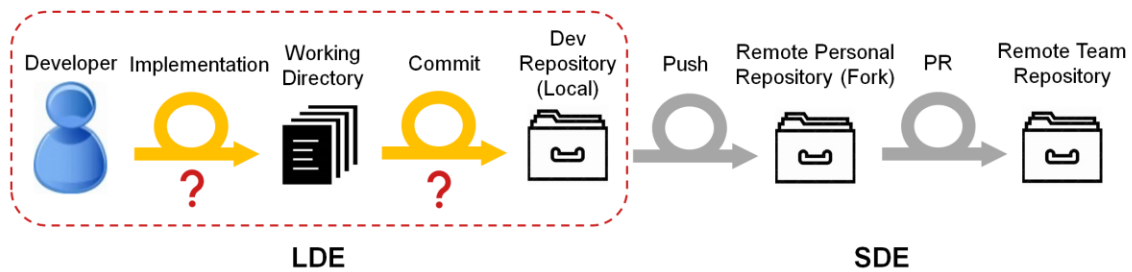 Developer
Implementation
Working
Directory
Commit
Dev
Repository
(Local)
Push
Remote Personal
Repository (Fork)
PR
Remote Team
Repository
?
?
LDE
SDE